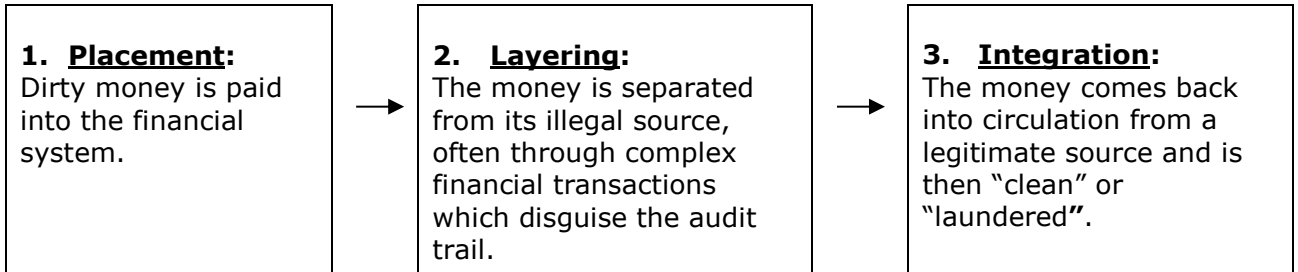 1. Placement:
Dirty money is paid
into the financial
system.
2. Layering:
The money is separated
from its illegal source,
often through complex
financial transactions
which disguise the audit
trail.
3. Integration:
The money comes back
into circulation from a
legitimate source and is
then “clean” or
“laundered”.